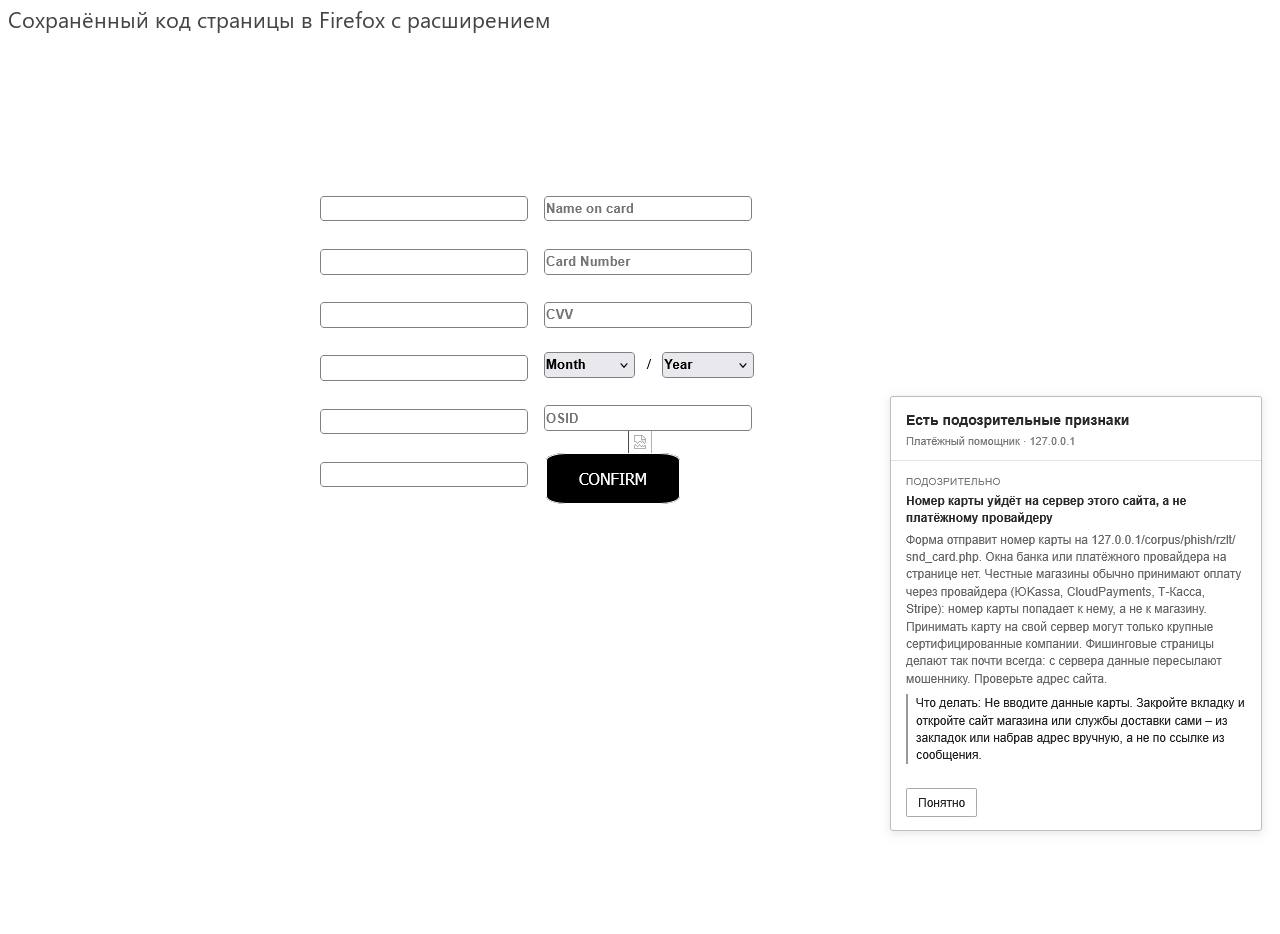 Сохранённый код страницы в Firefox с расширением
Name on card
Card Number
CVV
Month / Year
OSID
CONFIRM
Есть подозрительные признаки
Платёжный помощник · 127.0.0.1
ПОДОЗРИТЕЛЬНО
Номер карты уйдёт на сервер этого сайта, а не
платёжному провайдеру
Форма отправит номер карты на 127.0.0.1/corpus/phish/rzlt/
snd_card.php. Окна банка или платёжного провайдера на
странице нет. Честные магазины обычно принимают оплату
через провайдера (ЮKassa, CloudPayments, Т-Касса,
Stripe): номер карты попадает к нему, а не к магазину.
Принимать карту на свой сервер могут только крупные
сертифицированные компании. Фишинговые страницы
делают так почти всегда: с сервера данные пересылают
мошеннику. Проверьте адрес сайта.
Что делать: Не вводите данные карты. Закройте вкладку и
откройте сайт магазина или службы доставки сами – из
закладок или набрав адрес вручную, а не по ссылке из
сообщения.
Понятно